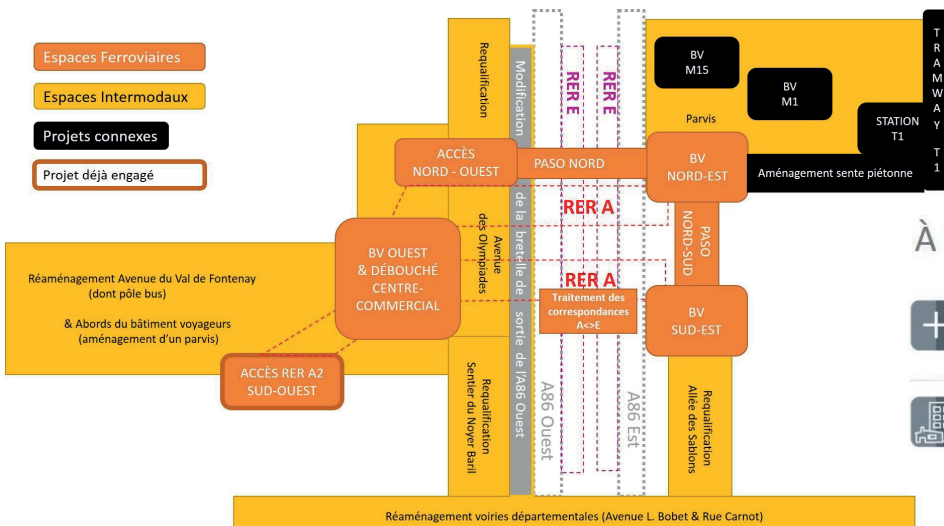 Espaces Ferroviaires
Espaces Intermodaux
Projets connexes
Projet déjà engagé
Requalification
Modification
de la bretelle de
sortie de l'A86 Ouest
RER E
RER E
BV
M15
BV
M1
Parvis
STATION
T1
TRAMWAY T1
ACCÈS
NORD - OUEST
PASO NORD
BV
NORD-EST
Aménagement sente piétonne
RER A
Avenue
des Olympiades
PASO
NORD-SUD
À
BV OUEST
& DÉBOUCHÉ
CENTRE-
COMMERCIAL
Réaménagement Avenue du Val de Fontenay
(dont pôle bus)
& Abords du bâtiment voyageurs
(aménagement d'un parvis)
RER A
Traitement des
correspondances
A<>E
BV
SUD-EST
ACCÈS RER A2
SUD-OUEST
Requalification
Sentier du Noyer Baril
A86 Ouest
A86 Est
Requalification
Allée des Sablons
Réaménagement voiries départementales (Avenue L. Bobet & Rue Carnot)